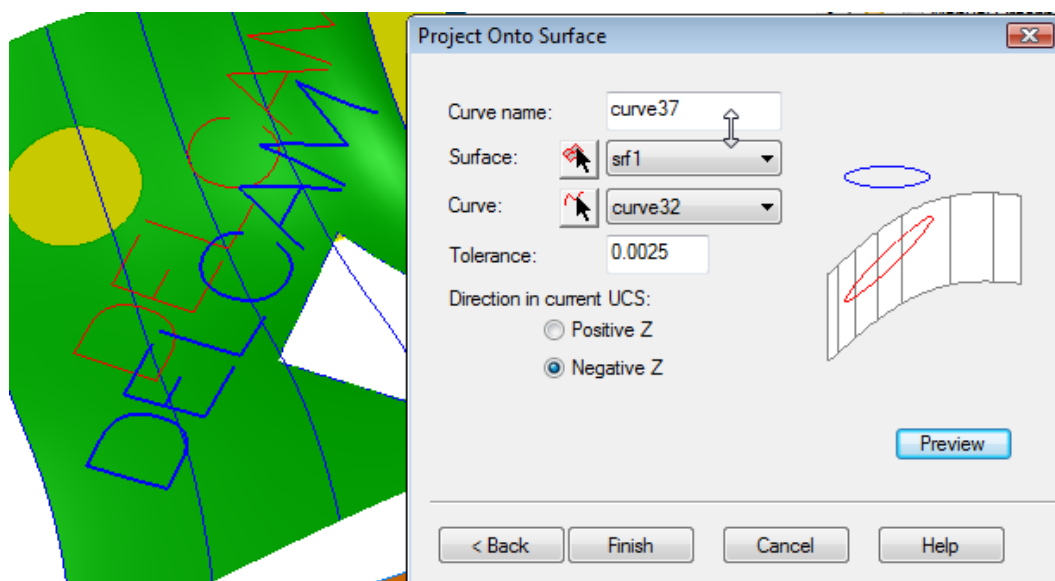 DELCAM
DELCAM
Project Onto Surface
Curve name: curve37
Surface: srf1
Curve: curve32
Tolerance: 0.0025
Direction in current UCS:
Positive Z
Negative Z
Preview
< Back Finish Cancel Help